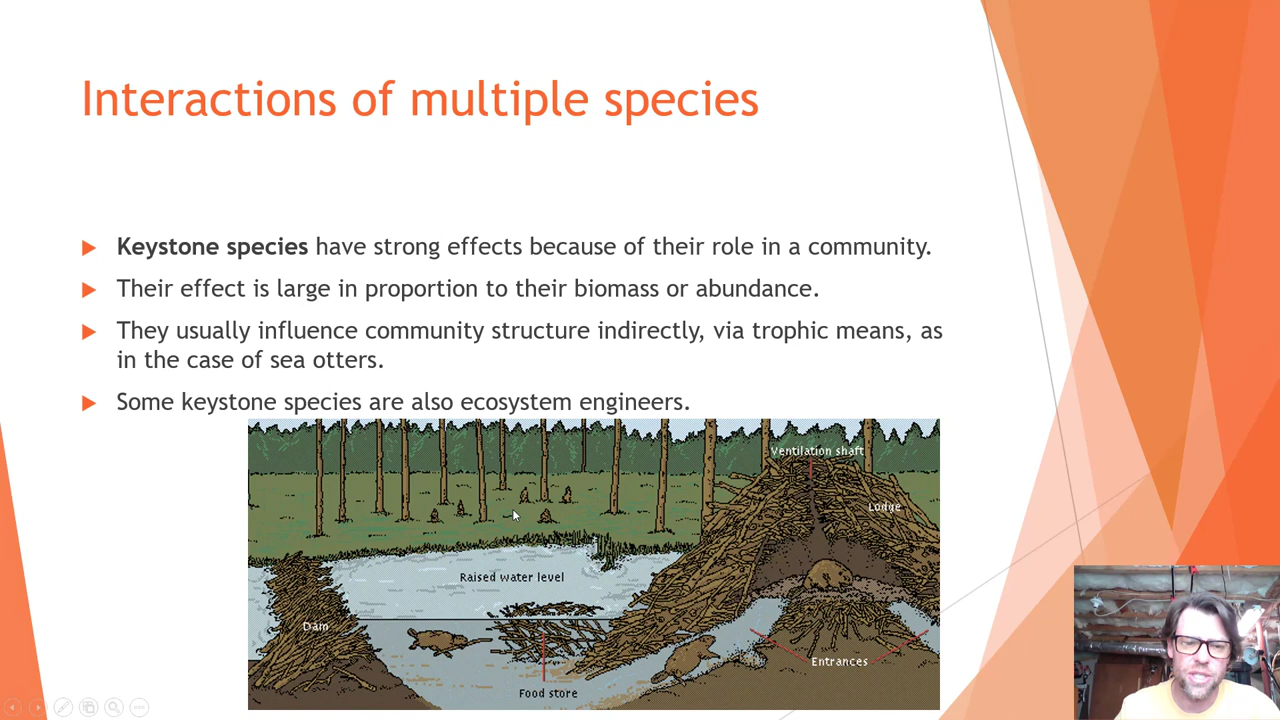 Interactions of multiple species
Keystone species have strong effects because of their role in a community.
Their effect is large in proportion to their biomass or abundance.
They usually influence community structure indirectly, via trophic means, as
in the case of sea otters.
Some keystone species are also ecosystem engineers.
Ventilation shaft
Lodge
Raised water level
Dam
Entrances
Food store